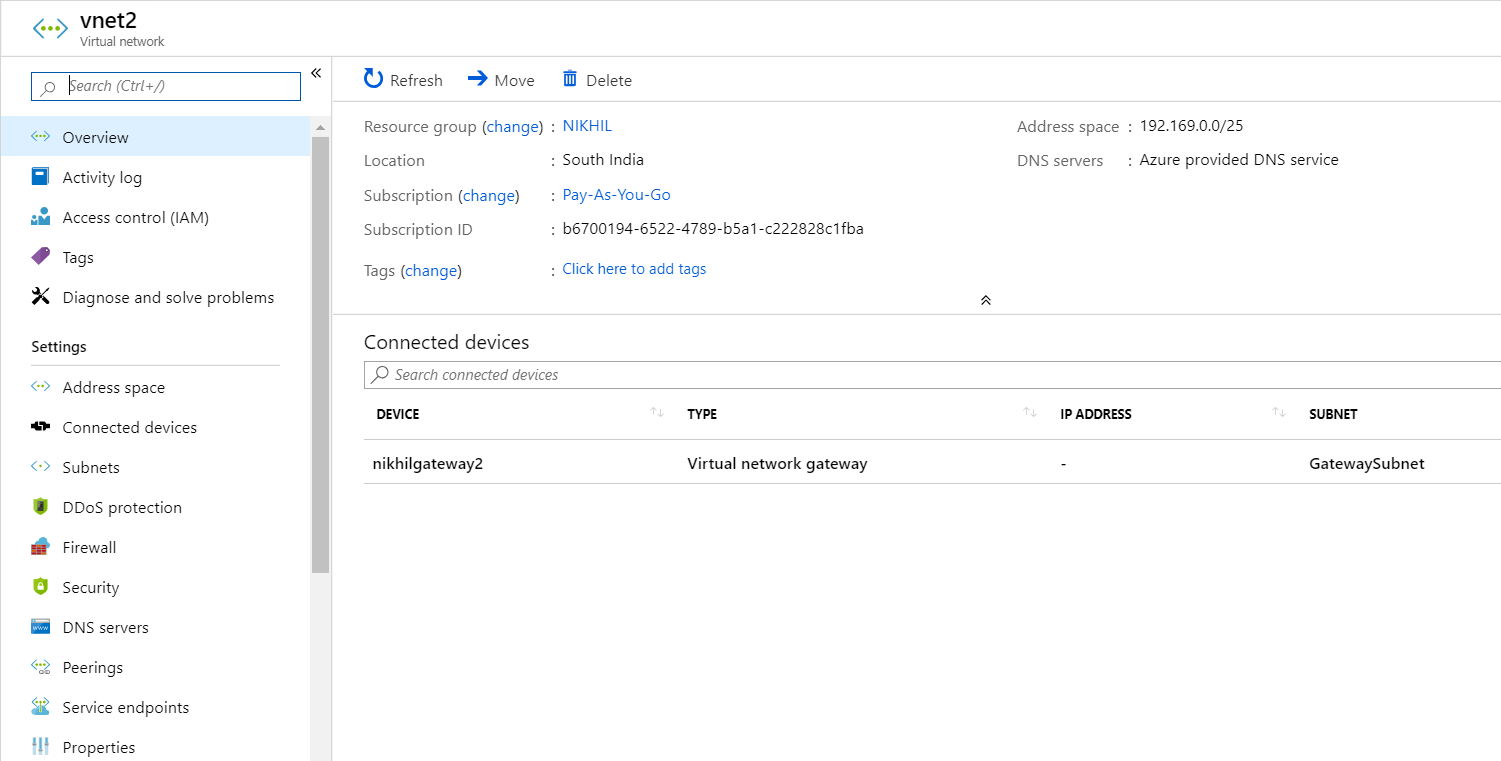 vnet2
Virtual network
Search (Ctrl+/)
«
Overview
Activity log
Access control (IAM)
Tags
Diagnose and solve problems
Settings
Address space
Connected devices
Subnets
DDoS protection
Firewall
Security
DNS servers
Peerings
Service endpoints
Properties
Refresh Move Delete
Resource group (change) : NIKHIL
Location : South India
Subscription (change) : Pay-As-You-Go
Subscription ID : b6700194-6522-4789-b5a1-c222828c1fba
Tags (change) : Click here to add tags
Address space : 192.169.0.0/25
DNS servers : Azure provided DNS service
Connected devices
Search connected devices
DEVICE TYPE IP ADDRESS SUBNET
nikhilgateway2 Virtual network gateway - GatewaySubnet